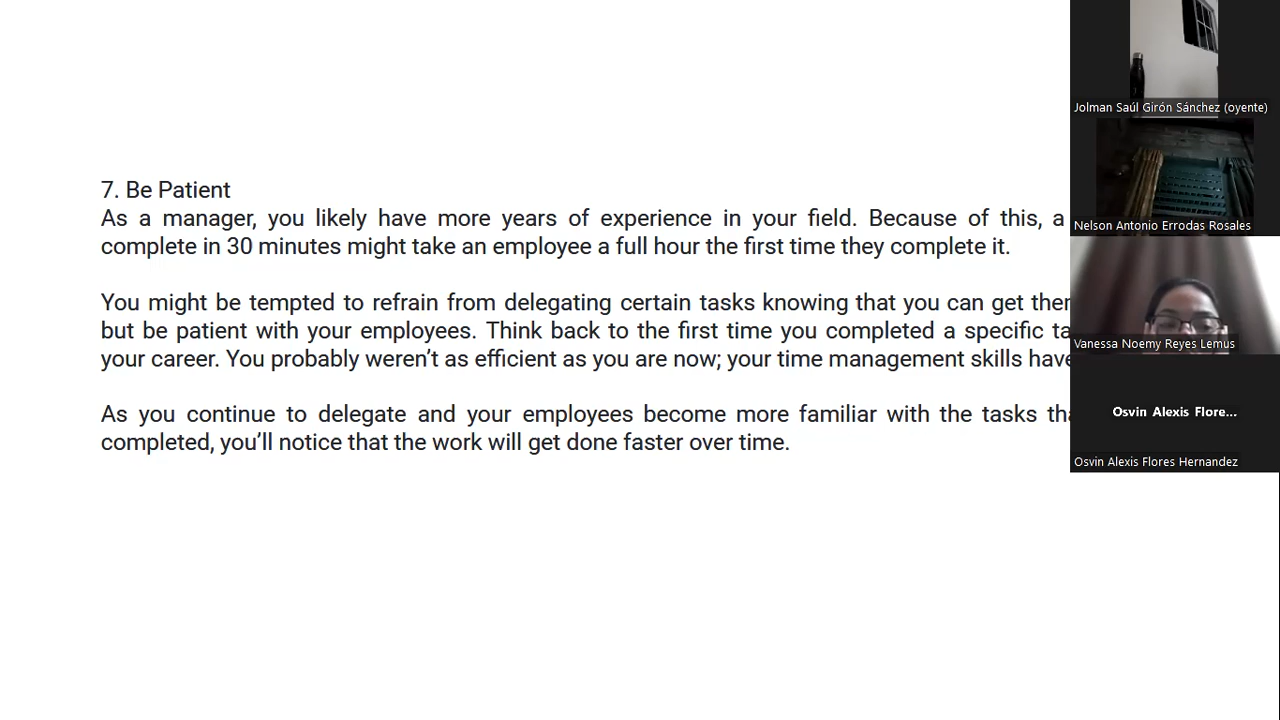 7. Be Patient
As a manager, you likely have more years of experience in your field. Because of this, a
complete in 30 minutes might take an employee a full hour the first time they complete it.
You might be tempted to refrain from delegating certain tasks knowing that you can get
but be patient with your employees. Think back to the first time you completed a specific
your career. You probably weren’t as efficient as you are now; your time management skills have
As you continue to delegate and your employees become more familiar with the tasks
completed, you’ll notice that the work will get done faster over time.
Jolman Saúl Girón Sánchez (oyente)
Nelson Antonio Errodas Rosales
Vanessa Noemy Reyes Lemus
Osvin Alexis Flore...
Osvin Alexis Flores Hernandez